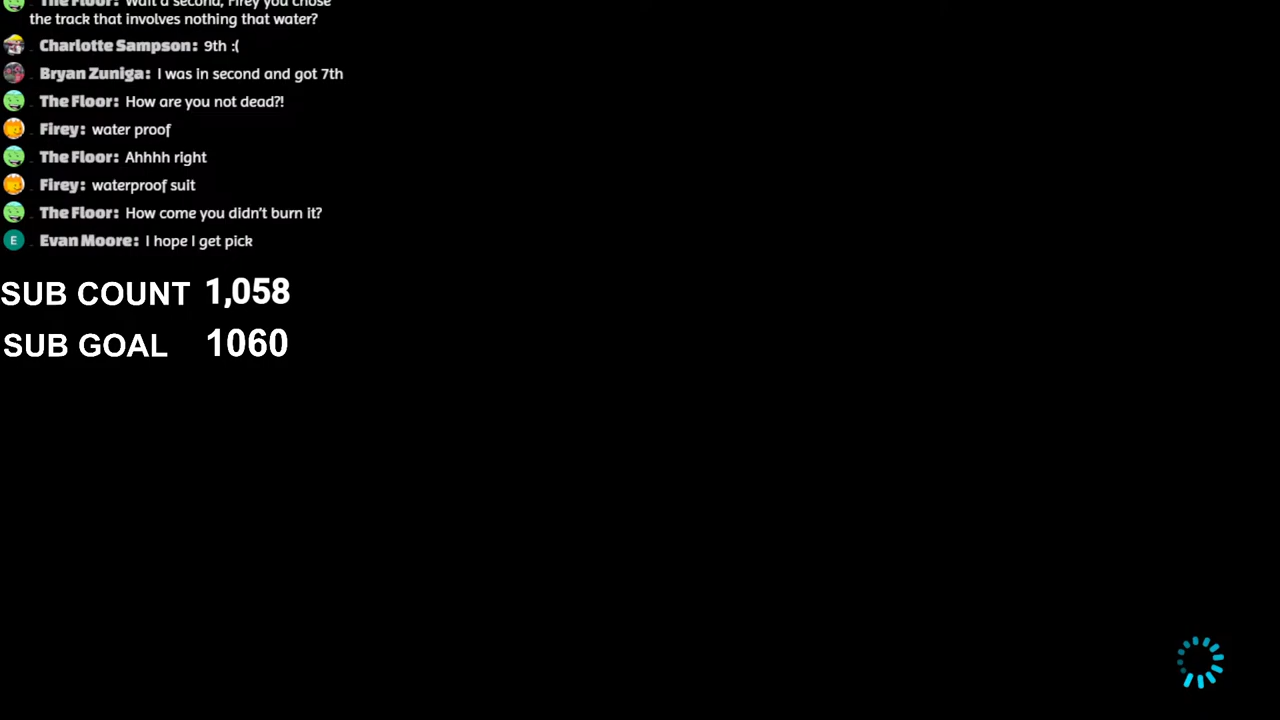 The Floor: Wait a second, Firey you chose
the track that involves nothing that water?
Charlotte Sampson: 9th :(
Bryan Zuniga: I was in second and got 7th
The Floor: How are you not dead?!
Firey: water proof
The Floor: Ahhhh right
Firey: waterproof suit
The Floor: How come you didn't burn it?
E Evan Moore: I hope I get pick
SUB COUNT 1,058
SUB GOAL 1060